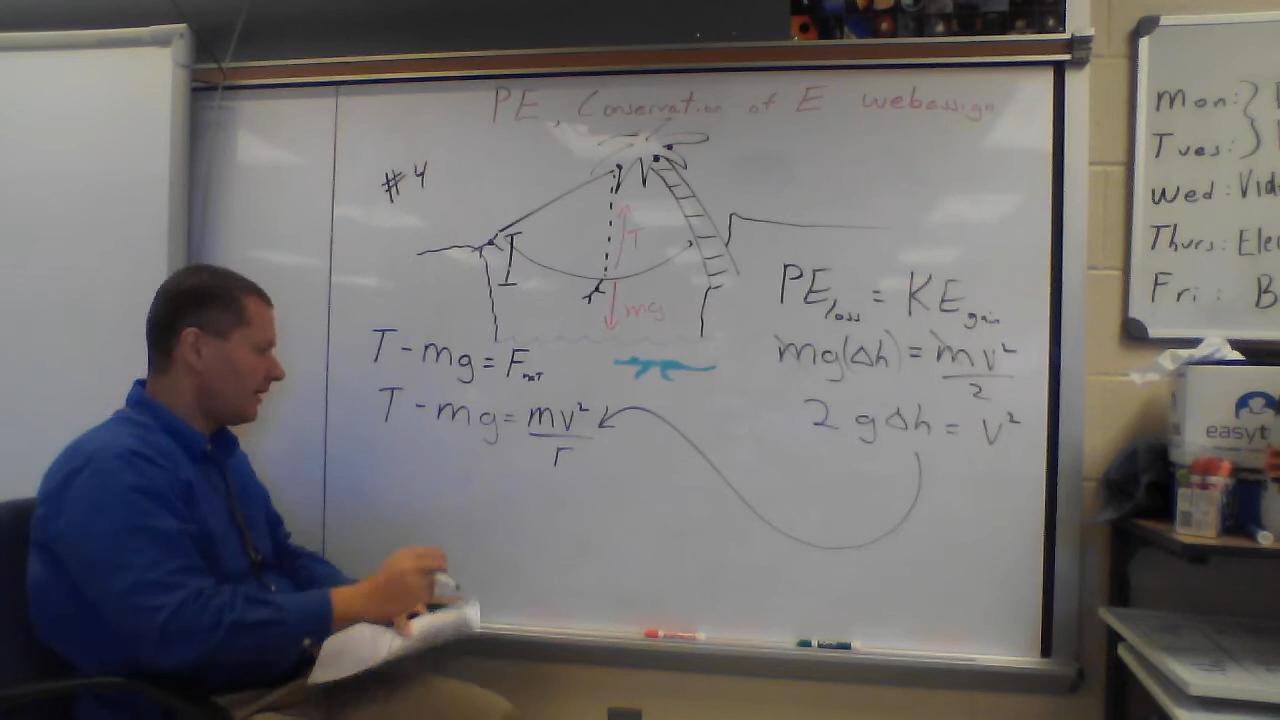 PE, Conservation of E webassign
#4
T
mg
T - mg = F_net
T - mg = mv²/r
PE_loss = KE_gain
mg(Δh) = mv²/2
2gΔh = v²
Mon:
Tues:
Wed: Vid
Thurs: Ele
Fri: B
easyt